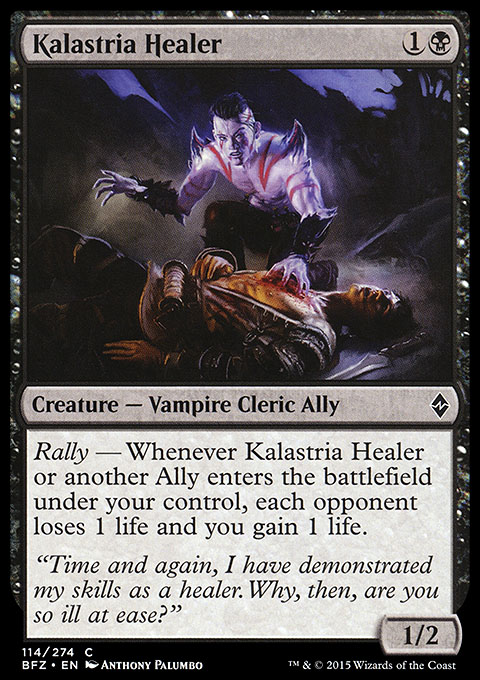 Kalastria Healer 1
Creature — Vampire Cleric Ally
Rally — Whenever Kalastria Healer
or another Ally enters the battlefield
under your control, each opponent
loses 1 life and you gain 1 life.
“Time and again, I have demonstrated
my skills as a healer. Why, then, are you
so ill at ease?”
1/2
114/274 C
BFZ • EN Anthony Palumbo
™ & © 2015 Wizards of the Coast